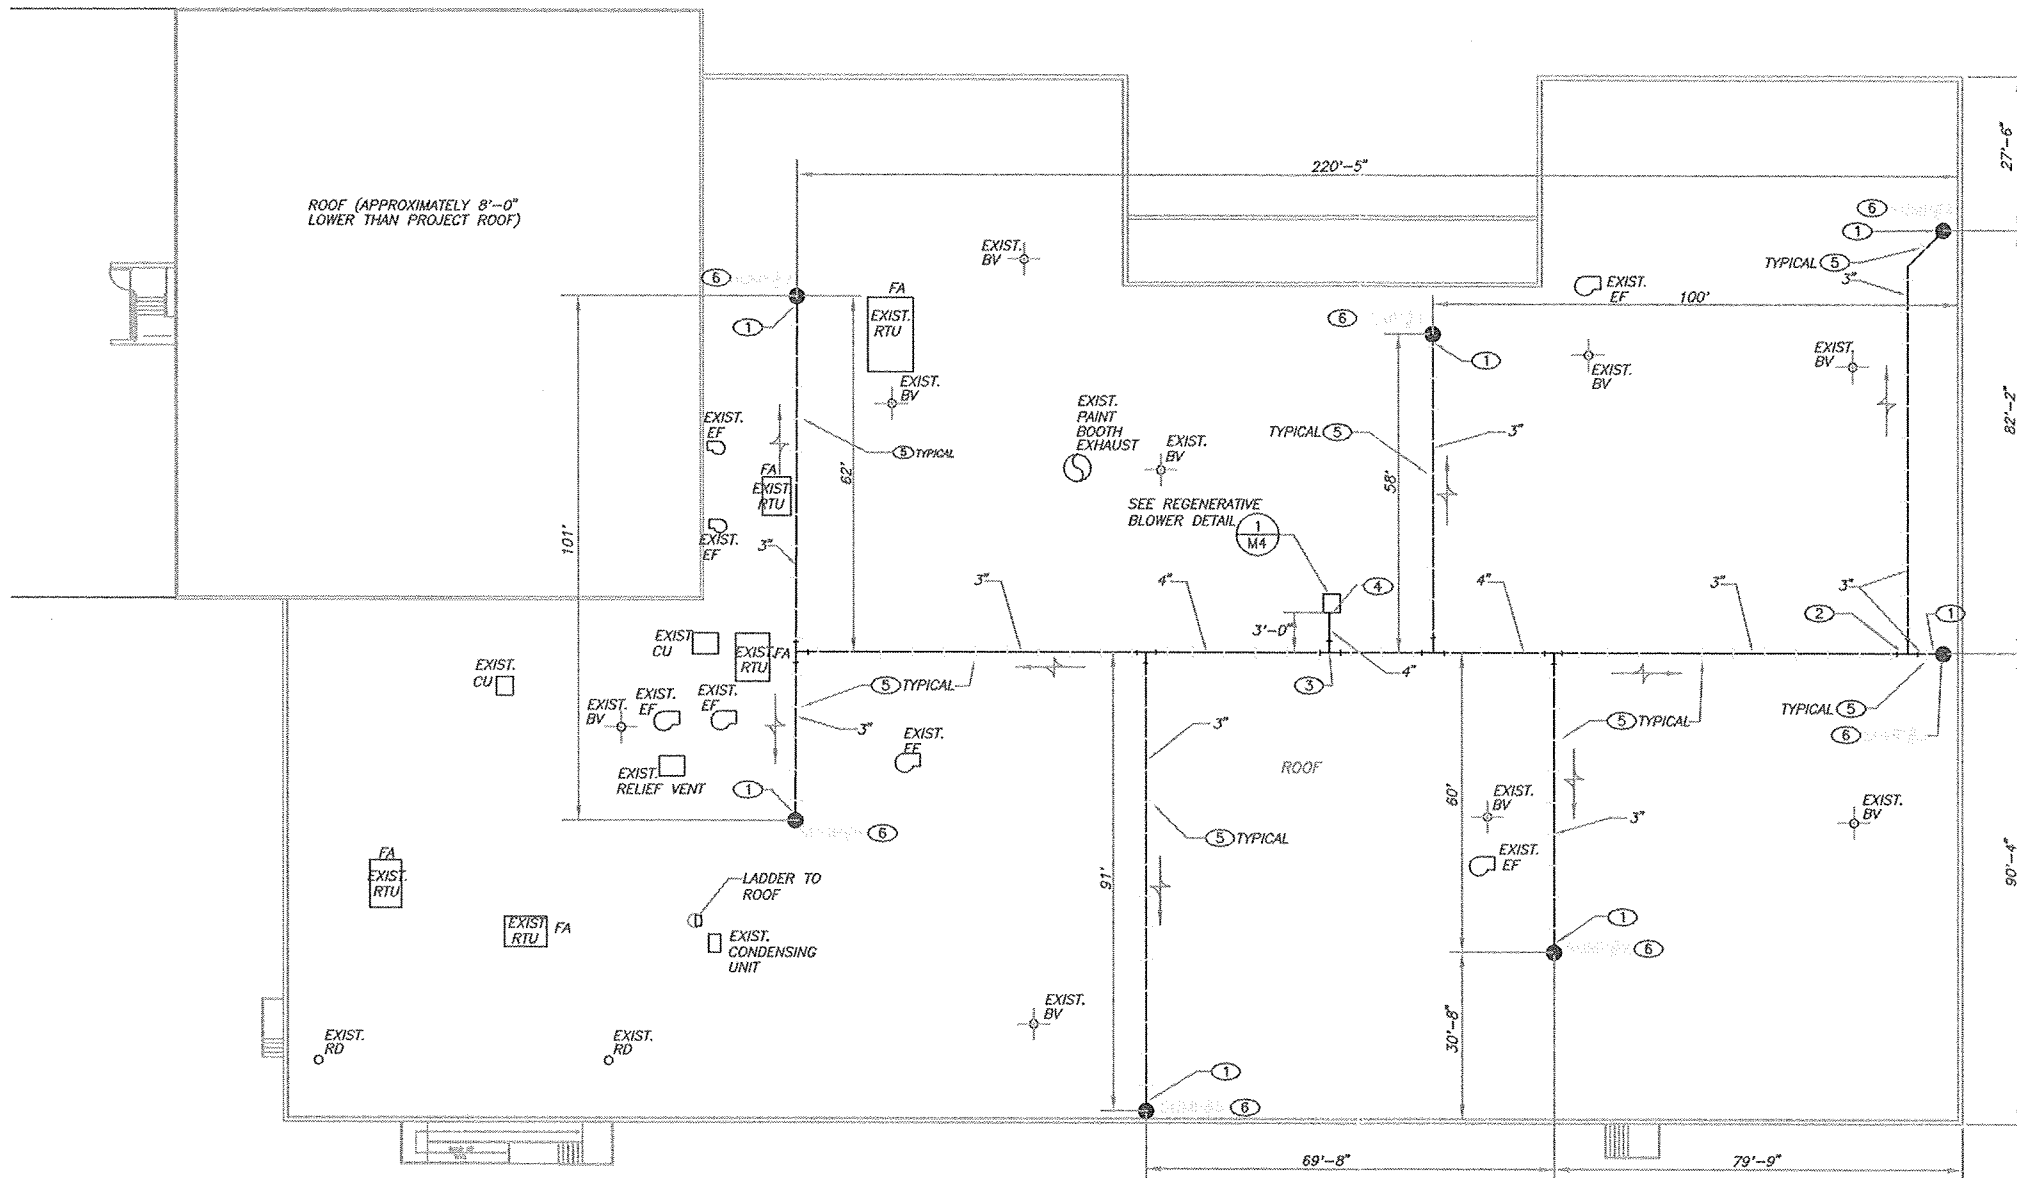 220'-5"
27'-6"
ROOF (APPROXIMATELY 8'-0"
LOWER THAN PROJECT ROOF)
6
1
TYPICAL 5
3"
EXIST.
BV
6
1
FA
EXIST.
RTU
EXIST.
EF
100'
6
1
EXIST.
BV
EXIST.
BV
EXIST.
BV
82'-2"
EXIST.
EF
FA
EXIST.
RTU
3"
EXIST.
EF
101'
62'
5 TYPICAL
EXIST.
PAINT
BOOTH
EXHAUST
EXIST.
BV
TYPICAL 5
3"
58'
SEE REGENERATIVE
BLOWER DETAIL
1
M4
3"
4"
4
3'-0"
4"
3
4"
3"
3"
2
1
EXIST.
CU
EXIST.
RTU
FA
EXIST.
CU
EXIST.
BV
EXIST.
EF
EXIST.
EF
5 TYPICAL
3"
EXIST.
EF
EXIST.
RELIEF VENT
1
6
3"
ROOF
5 TYPICAL
TYPICAL 5
6
5 TYPICAL
60'
EXIST.
BV
3"
EXIST.
BV
EXIST.
EF
91'
90'-4"
FA
EXIST.
RTU
EXIST.
RTU
FA
LADDER TO
ROOF
EXIST.
CONDENSING
UNIT
1
6
30'-8"
EXIST.
BV
EXIST.
RD
EXIST.
RD
1
6
69'-8"
79'-9"